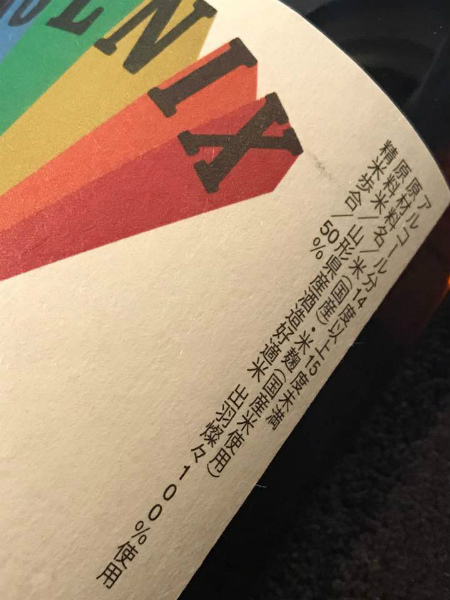 OENIX
アルコール分／14度以上15度未満
原材料名／米(国産)・米麹(国産米使用)
原料米／山形県産酒造好適米 出羽燦々100%使用
精米歩合／50%